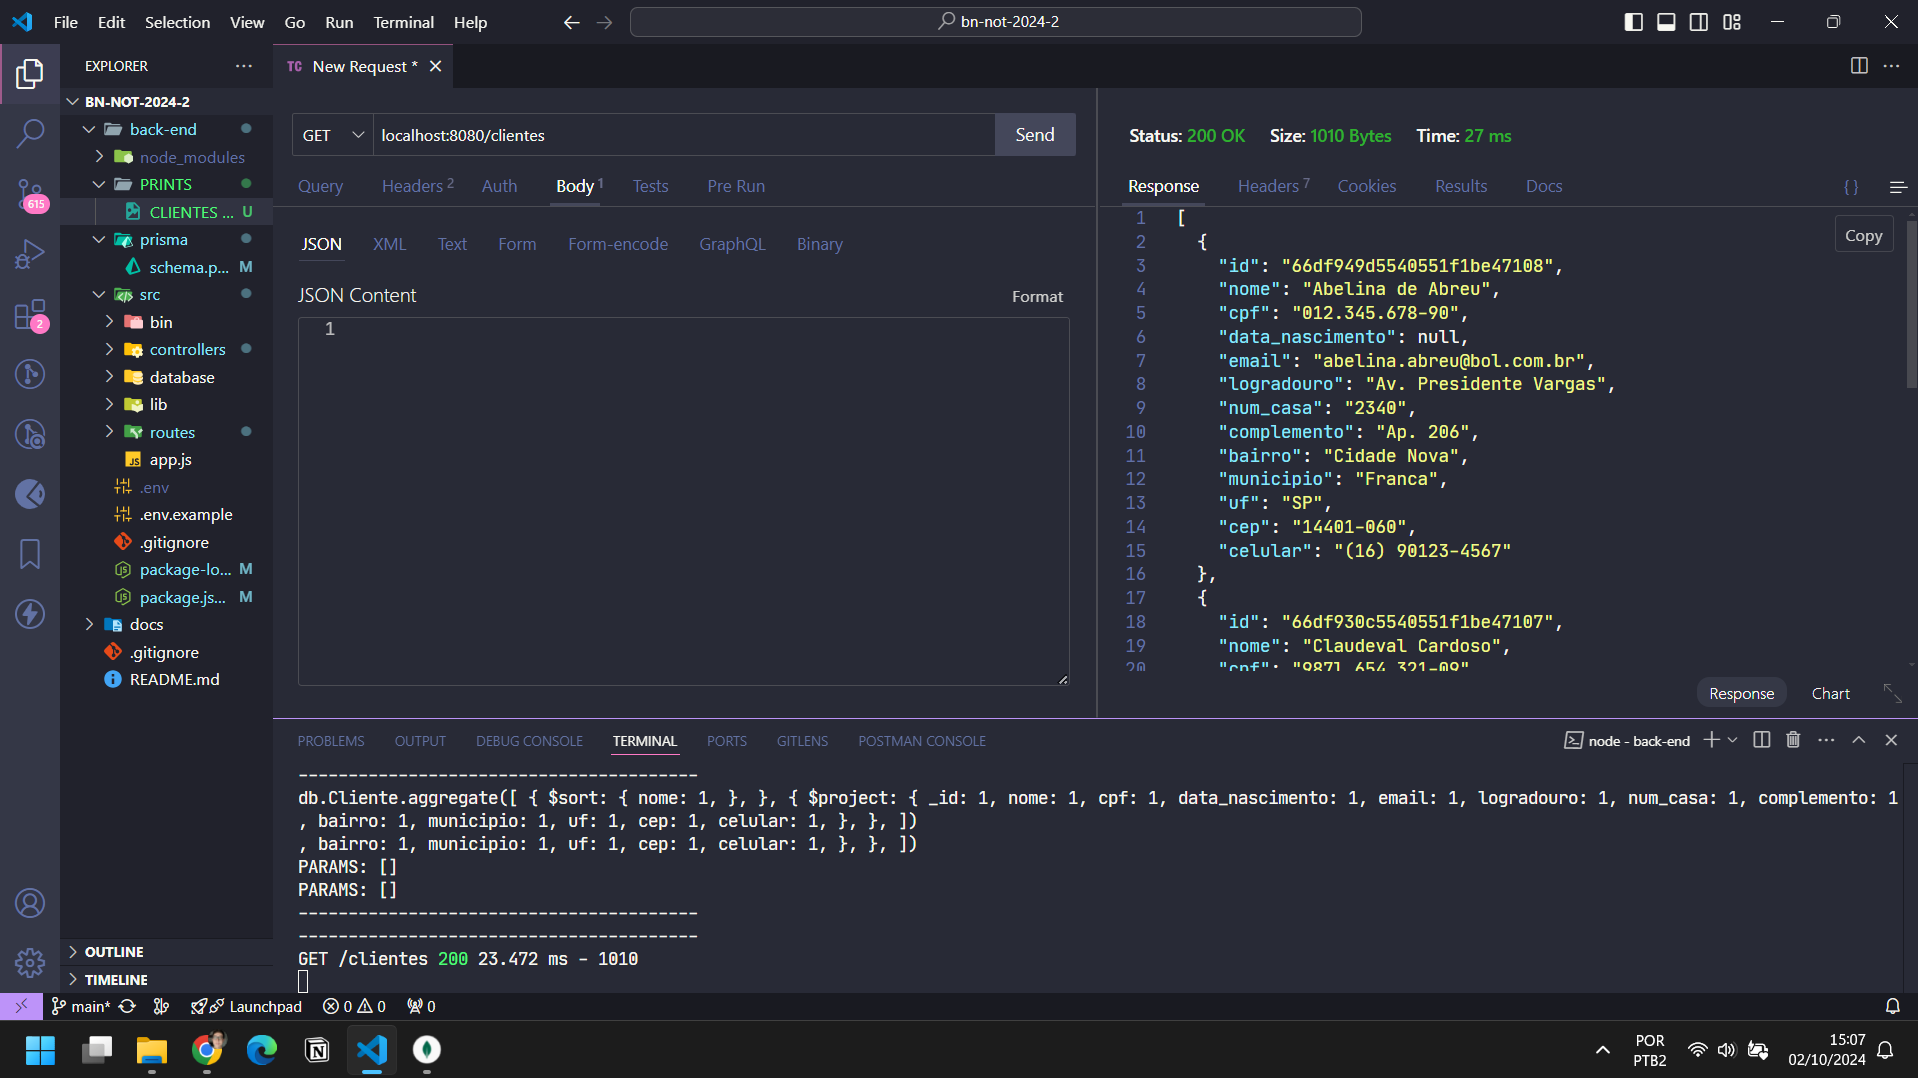 File Edit Selection View Go Run Terminal Help
bn-not-2024-2
EXPLORER
TC New Request *
BN-NOT-2024-2
back-end
node_modules
PRINTS
CLIENTES ... U
prisma
schema.p... M
src
bin
controllers
database
lib
routes
JS app.js
.env
.env.example
.gitignore
package-lo... M
package.js... M
docs
.gitignore
README.md
OUTLINE
TIMELINE
615
2
GET localhost:8080/clientes Send
Query Headers 2 Auth Body 1 Tests Pre Run
JSON XML Text Form Form-encode GraphQL Binary
JSON Content Format
1
Status: 200 OK Size: 1010 Bytes Time: 27 ms
Response Headers 7 Cookies Results Docs { }
Copy
1 [
2 {
3 "id": "66df949d5540551f1be47108",
4 "nome": "Abelina de Abreu",
5 "cpf": "012.345.678-90",
6 "data_nascimento": null,
7 "email": "abelina.abreu@bol.com.br",
8 "logradouro": "Av. Presidente Vargas",
9 "num_casa": "2340",
10 "complemento": "Ap. 206",
11 "bairro": "Cidade Nova",
12 "municipio": "Franca",
13 "uf": "SP",
14 "cep": "14401-060",
15 "celular": "(16) 90123-4567"
16 },
17 {
18 "id": "66df930c5540551f1be47107",
19 "nome": "Claudeval Cardoso",
20 "cpf": "987l.654.321-09"
Response Chart
PROBLEMS OUTPUT DEBUG CONSOLE TERMINAL PORTS GITLENS POSTMAN CONSOLE
node - back-end
----------------------------------------
db.Cliente.aggregate([ { $sort: { nome: 1, }, }, { $project: { _id: 1, nome: 1, cpf: 1, data_nascimento: 1, email: 1, logradouro: 1, num_casa: 1, complemento: 1
, bairro: 1, municipio: 1, uf: 1, cep: 1, celular: 1, }, }, ])
, bairro: 1, municipio: 1, uf: 1, cep: 1, celular: 1, }, }, ])
PARAMS: []
PARAMS: []
----------------------------------------
----------------------------------------
GET /clientes 200 23.472 ms - 1010
main* Launchpad 0 0 0
POR
PTB2
15:07
02/10/2024